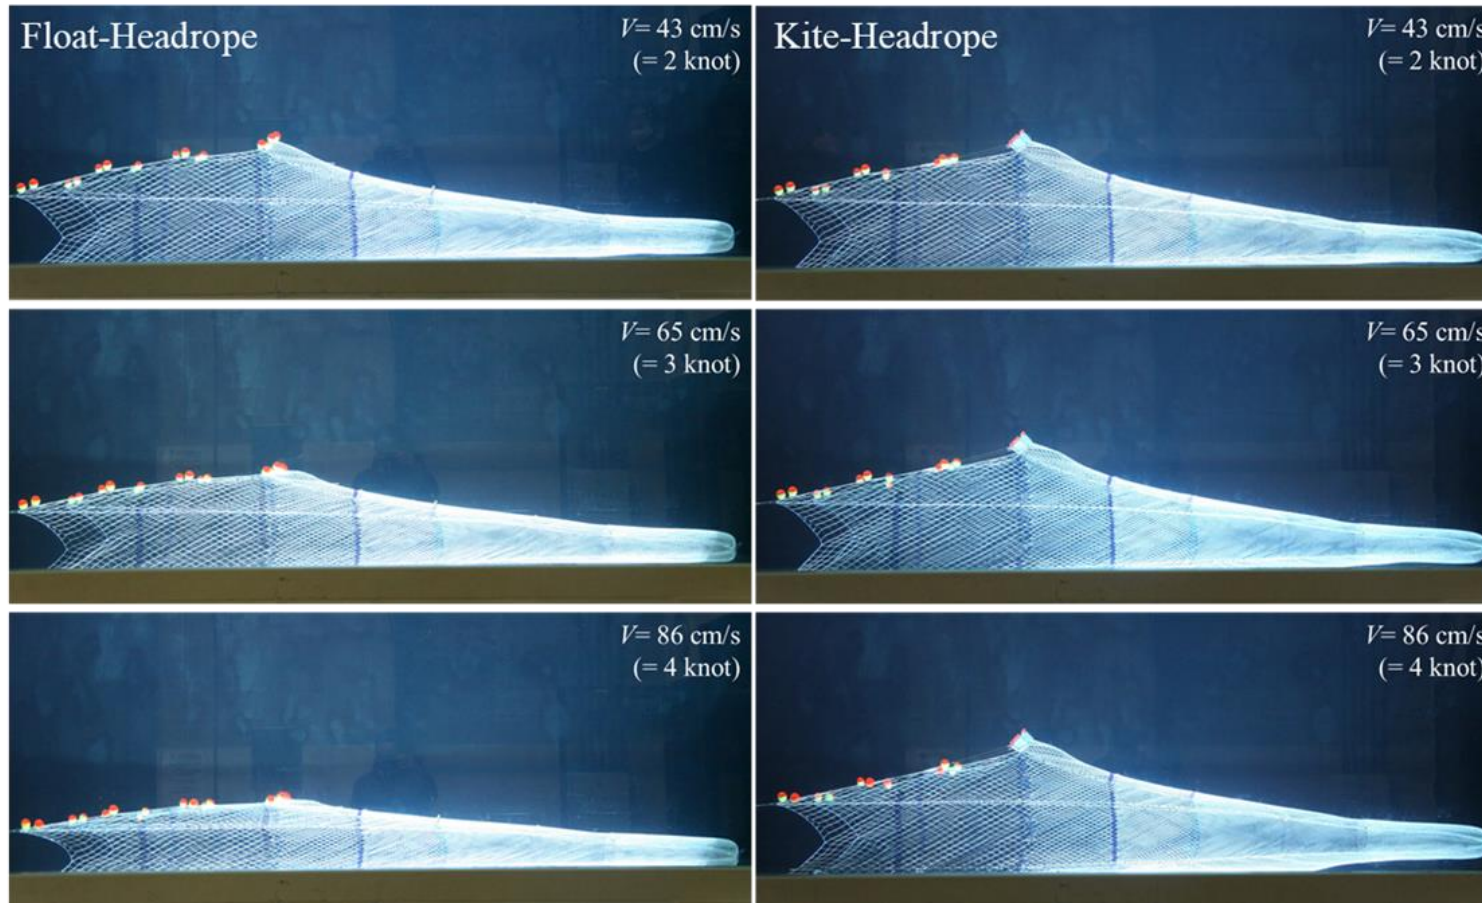 Float-Headrope
V= 43 cm/s
(= 2 knot)
Kite-Headrope
V= 43 cm/s
(= 2 knot)
V= 65 cm/s
(= 3 knot)
V= 65 cm/s
(= 3 knot)
V= 86 cm/s
(= 4 knot)
V= 86 cm/s
(= 4 knot)